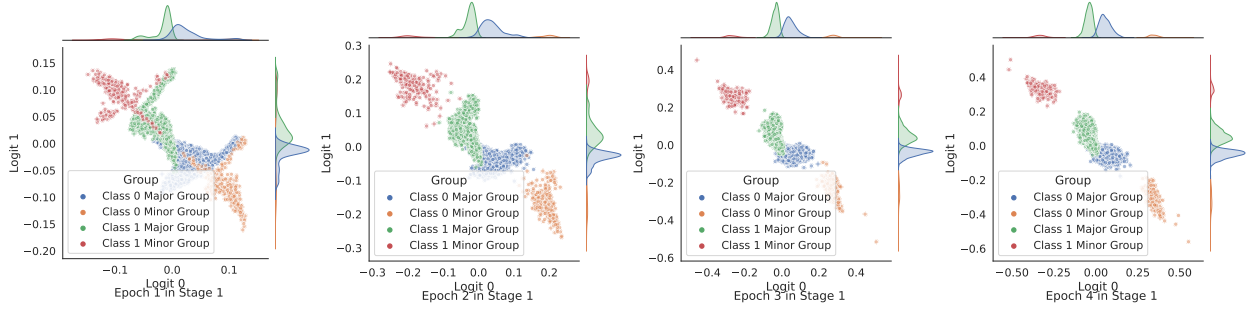 0.15
0.10
0.05
0.00
−0.05
−0.10
−0.15
−0.20
Logit 1
Group
Class 0 Major Group
Class 0 Minor Group
Class 1 Major Group
Class 1 Minor Group
−0.1 0.0 0.1
Logit 0
Epoch 1 in Stage 1
0.3
0.2
0.1
0.0
−0.1
−0.2
−0.3
Logit 1
Group
Class 0 Major Group
Class 0 Minor Group
Class 1 Major Group
Class 1 Minor Group
−0.3 −0.2 −0.1 0.0 0.1 0.2
Logit 0
Epoch 2 in Stage 1
0.4
0.2
0.0
−0.2
−0.4
−0.6
Logit 1
Group
Class 0 Major Group
Class 0 Minor Group
Class 1 Major Group
Class 1 Minor Group
−0.4 −0.2 0.0 0.2 0.4 0.6
Logit 0
Epoch 3 in Stage 1
0.6
0.4
0.2
0.0
−0.2
−0.4
−0.6
Logit 1
Group
Class 0 Major Group
Class 0 Minor Group
Class 1 Major Group
Class 1 Minor Group
−0.50 −0.25 0.00 0.25 0.50
Logit 0
Epoch 4 in Stage 1